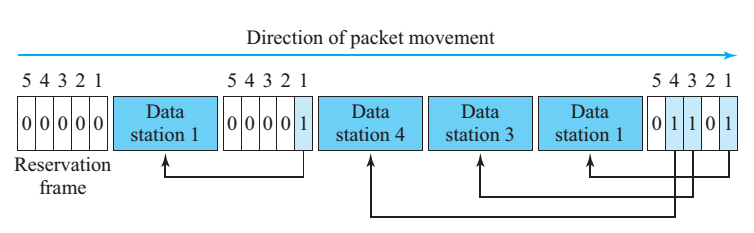 Direction of packet movement
5 4 3 2 1
5 4 3 2 1
5 4 3 2 1
0 0 0 0 0
Data
station 1
0 0 0 0 1
Data
station 4
Data
station 3
Data
station 1
0 1 1 0 1
Reservation
frame